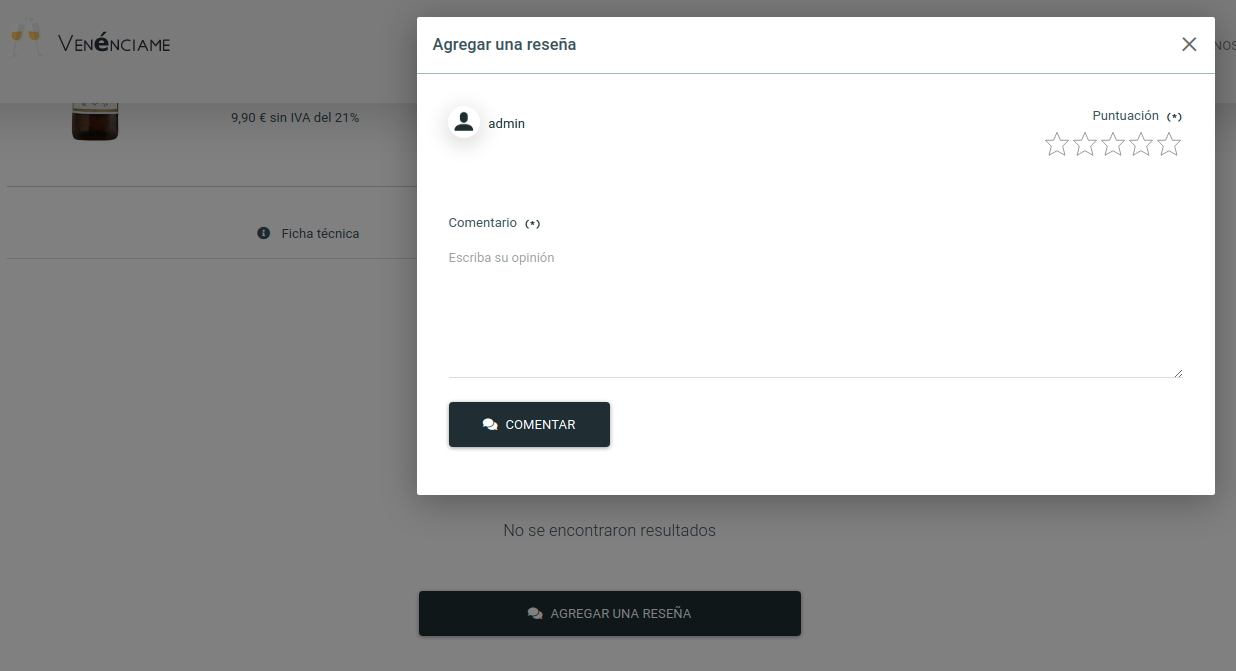 Venénciame
Agregar una reseña
NOS
9,90 € sin IVA del 21%
admin
Puntuación (*)
Ficha técnica
Comentario (*)
Escriba su opinión
COMENTAR
No se encontraron resultados
AGREGAR UNA RESEÑA